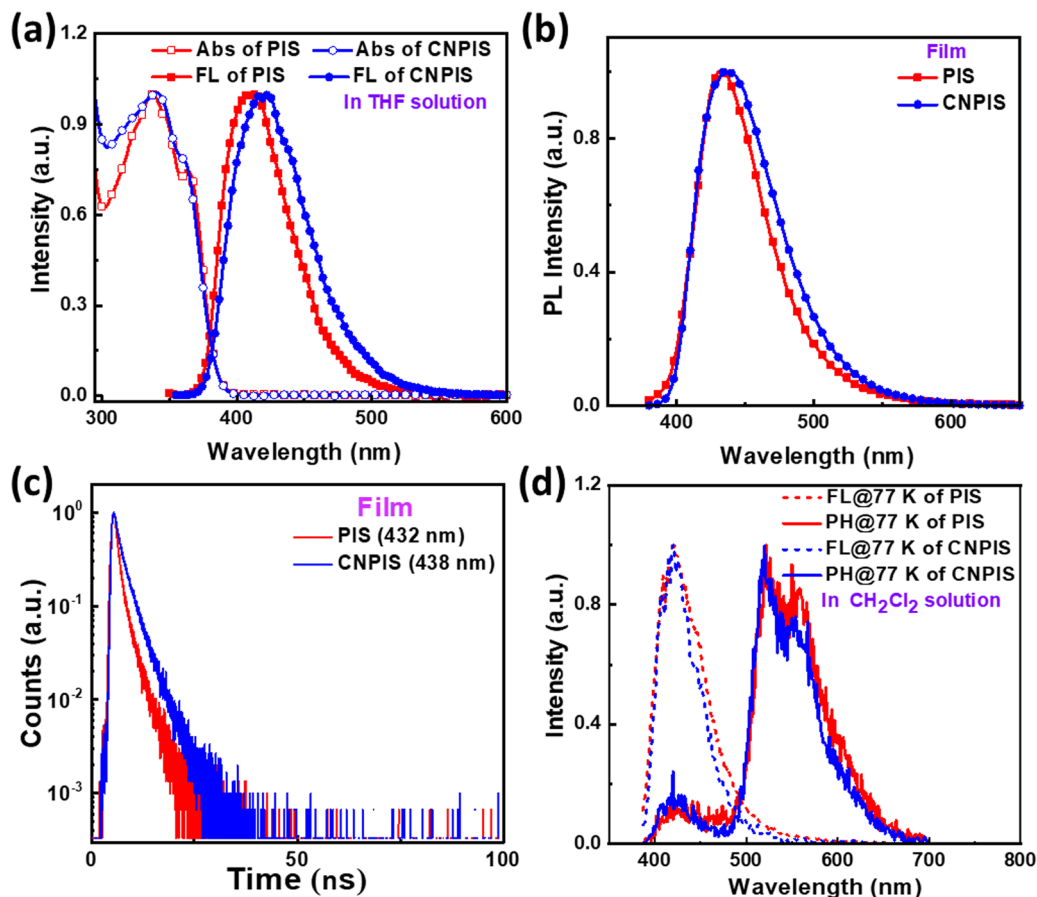 (a)
1.2
1.2
0.9
0.6
0.3
0.0
Intensity (a.u.)
Abs of PIS
Abs of CNPIS
FL of PIS
FL of CNPIS
In THF solution
300
400
500
600
Wavelength (nm)
(b)
0.8
0.4
0.0
PL Intensity (a.u.)
Film
PIS
CNPIS
400
500
600
Wavelength (nm)
(c)
10⁰
10⁻¹
10⁻²
10⁻³
Counts (a.u.)
Film
PIS (432 nm)
CNPIS (438 nm)
0
50
100
Time (ns)
(d)
1.2
0.8
0.4
0.0
Intensity (a.u.)
FL@77 K of PIS
PH@77 K of PIS
FL@77 K of CNPIS
PH@77 K of CNPIS
In CH₂Cl₂ solution
400
500
600
700
800
Wavelength (nm)